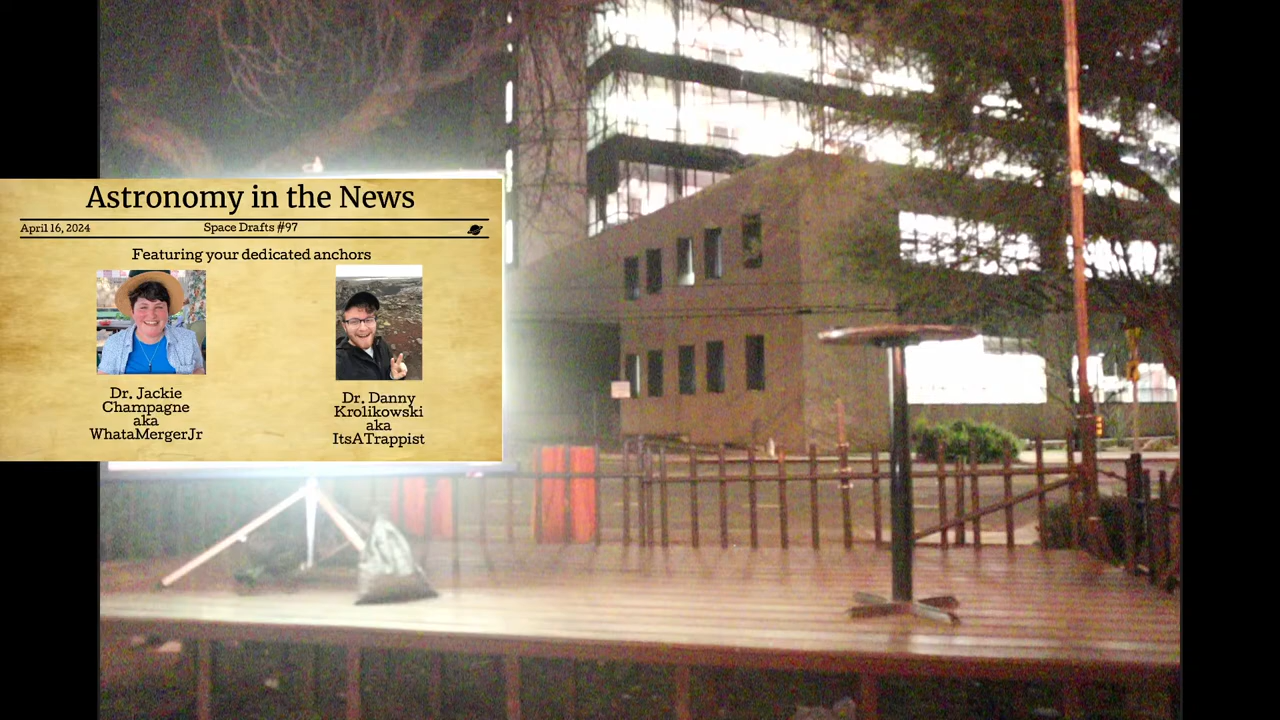 Astronomy in the News
April 16, 2024 Space Drafts #97
Featuring your dedicated anchors
Dr. Jackie
Champagne
aka
WhataMergerJr
Dr. Danny
Krolikowski
aka
ItsATrappist